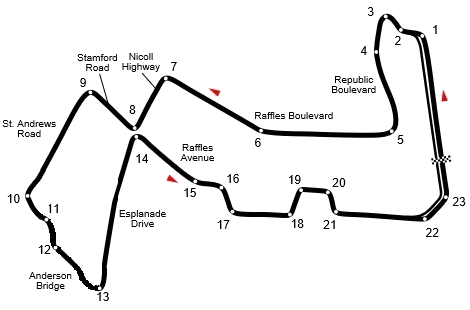 3
2
1
4
Nicoll
Highway
7
Stamford
Road
Republic
Boulevard
9
8
Raffles Boulevard
5
6
St. Andrews
Road
14
Raffles
Avenue
15
16
19
20
10
11
Esplanade
Drive
17
18
21
22
23
12
Anderson
Bridge
13